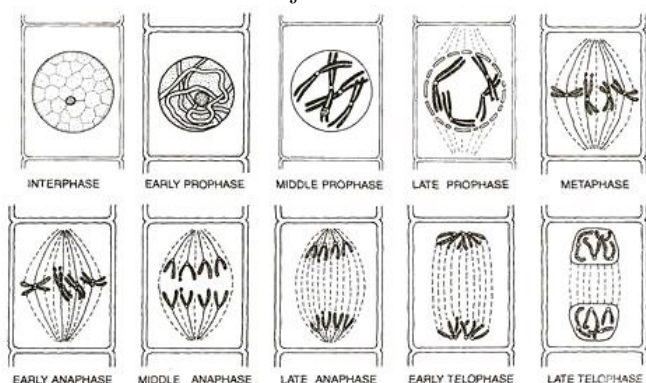 INTERPHASE
EARLY PROPHASE
MIDDLE PROPHASE
LATE PROPHASE
METAPHASE
EARLY ANAPHASE
MIDDLE ANAPHASE
LATE ANAPHASE
EARLY TELOPHASE
LATE TELOPHASE